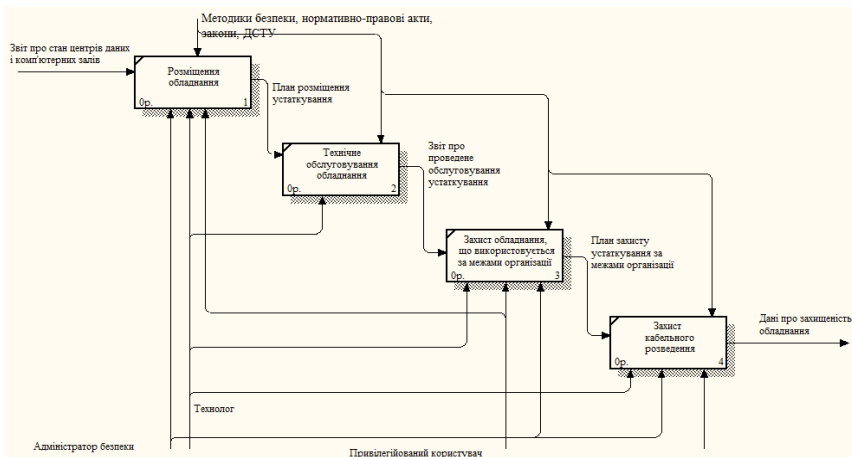 Методики безпеки, нормативно-правові акти,
закони, ДСТУ
Звіт про стан центрів даних
і комп'ютерних залів
Розміщення
обладнання
0р. 1
План розміщення
устаткування
Технічне
обслуговування
обладнання
0р. 2
Звіт про
проведене
обслуговування
устаткування
Захист обладнання,
що використовується
за межами організації
0р. 3
План захисту
устаткування за
межами організації
Захист
кабельного
розведення
0р. 4
Дані про захищеність
обладнання
Технолог
Адміністратор безпеки
Привілегійований користувач